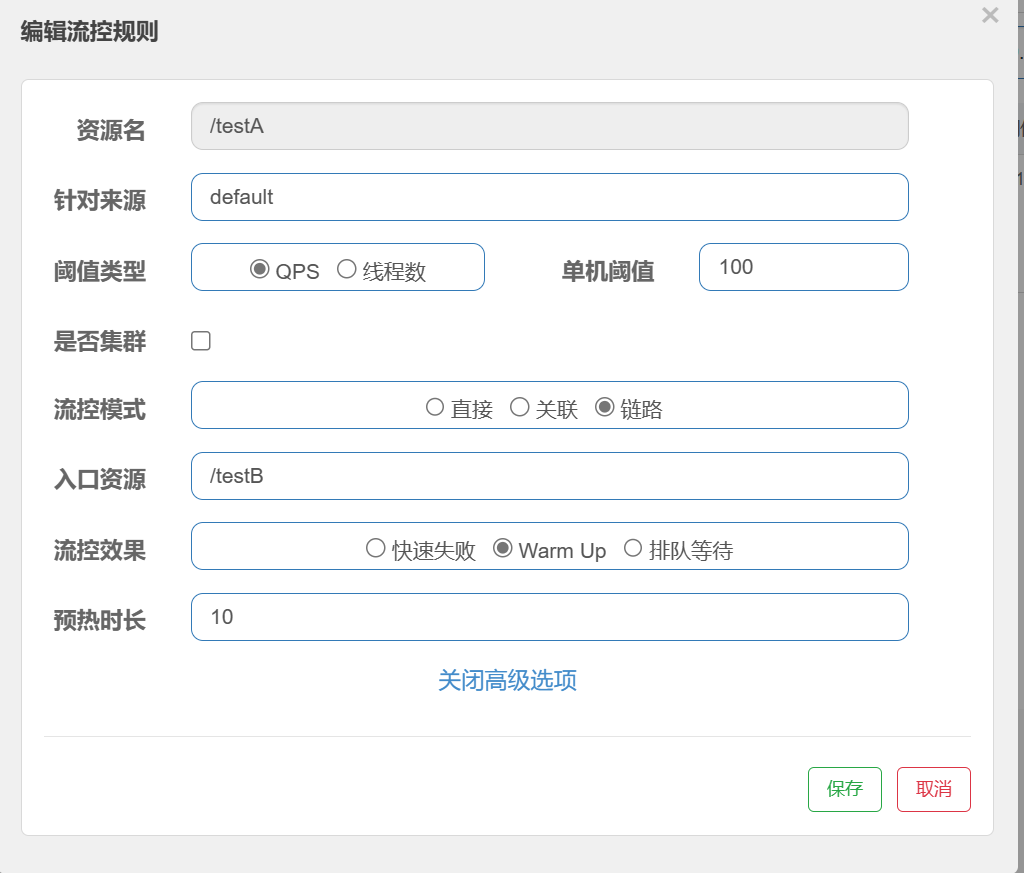 编辑流控规则 ×
资源名 /testA
针对来源 default
阈值类型 QPS 线程数 单机阈值 100
是否集群
流控模式 直接 关联 链路
入口资源 /testB
流控效果 快速失败 Warm Up 排队等待
预热时长 10
关闭高级选项
保存 取消